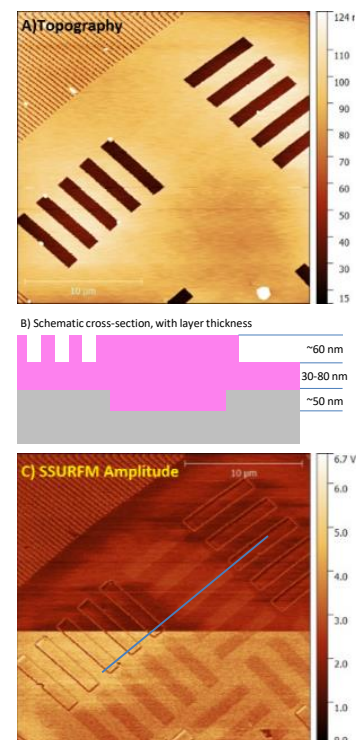 A)Topography
124 n
100
90
80
70
60
50
40
30
15
10 µm
B) Schematic cross-section, with layer thickness
~60 nm
30-80 nm
~50 nm
C) SSURFM Amplitude
10 µm
6.7 V
6.0
5.0
4.0
3.0
2.0
1.0